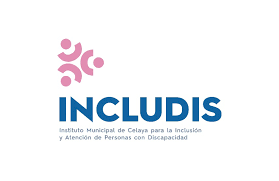 INCLUDIS
Instituto Municipal de Celaya para la Inclusión
y Atención de Personas con Discapacidad